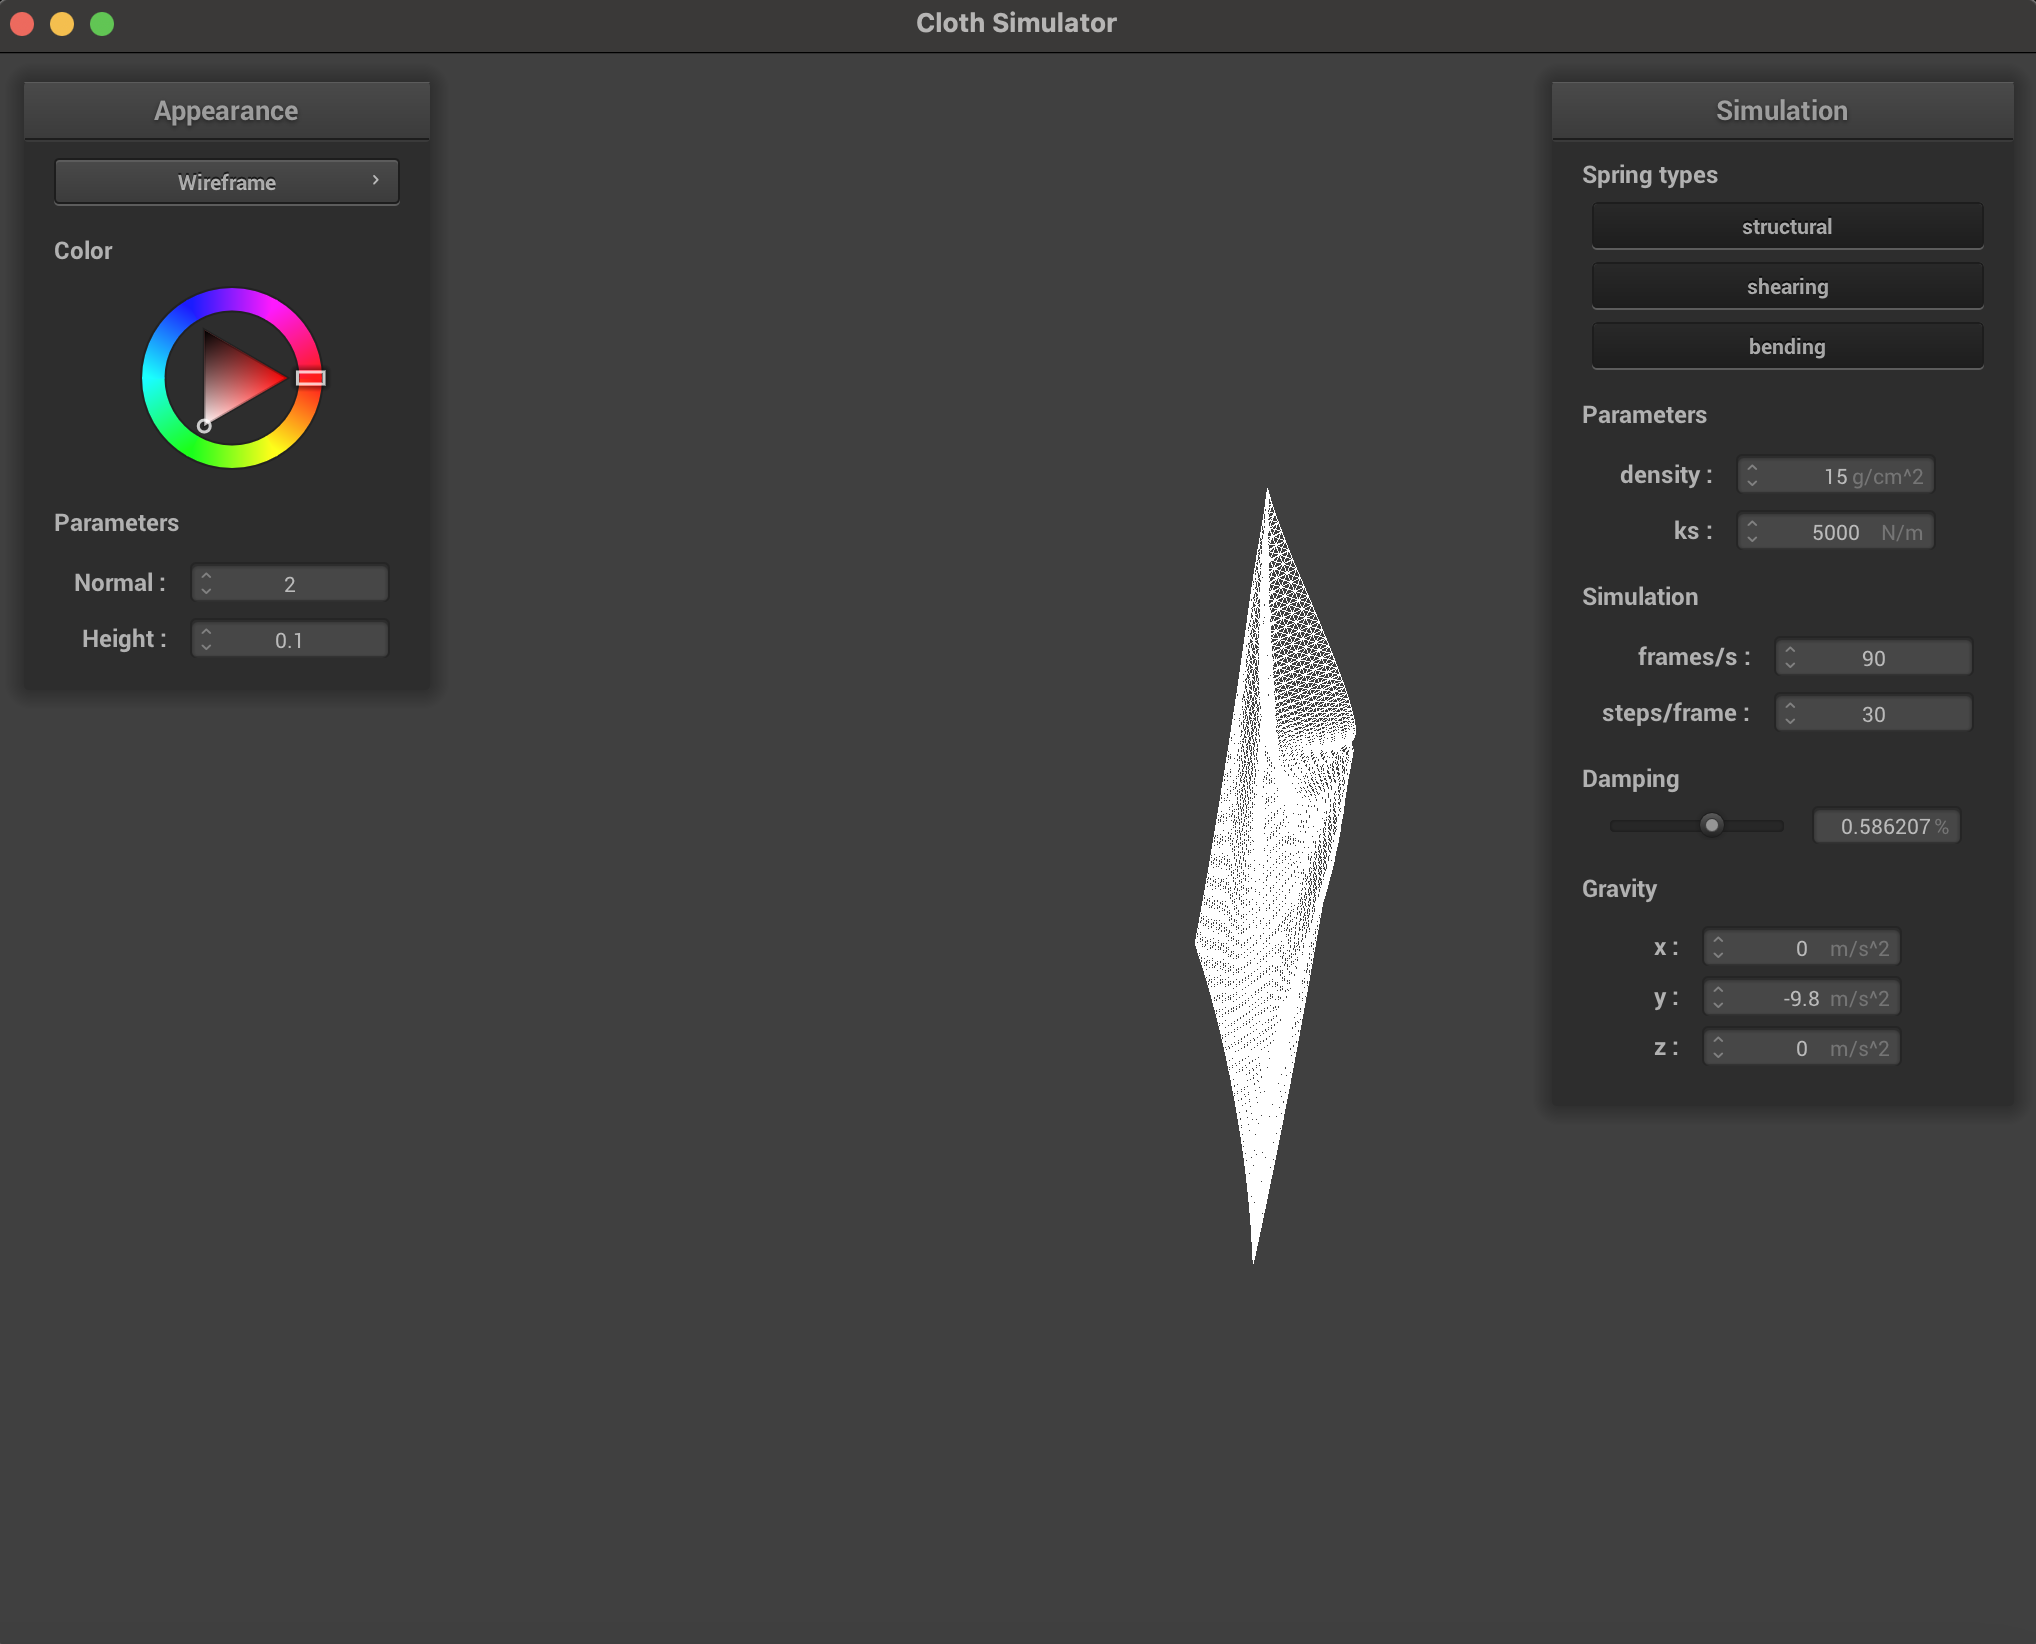 Cloth Simulator
Appearance
Wireframe
Color
Parameters
Normal : 2
Height : 0.1
Simulation
Spring types
structural
shearing
bending
Parameters
density : 15 g/cm^2
ks : 5000 N/m
Simulation
frames/s : 90
steps/frame : 30
Damping
0.586207 %
Gravity
x : 0 m/s^2
y : -9.8 m/s^2
z : 0 m/s^2